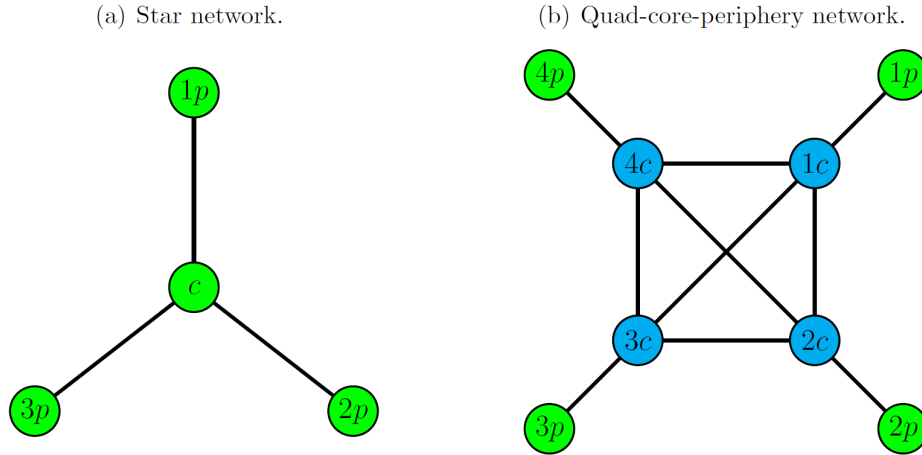 (a) Star network.
1p
c
3p
2p
(b) Quad-core-periphery network.
4p
1p
4c
1c
3c
2c
3p
2p